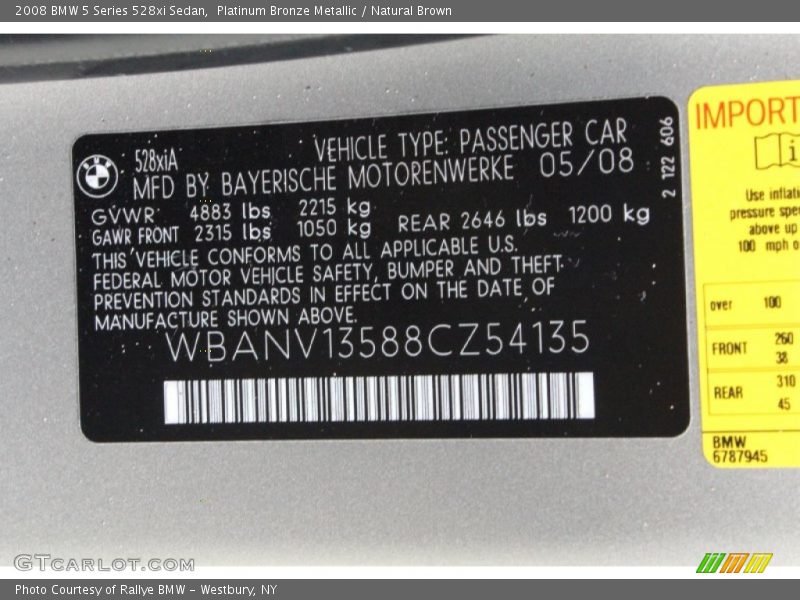 2008 BMW 5 Series 528xi Sedan,  Platinum Bronze Metallic / Natural Brown
BMW
528xiA
VEHICLE TYPE: PASSENGER CAR
MFD BY BAYERISCHE MOTORENWERKE 05/08
2 122 606
GVWR 4883 lbs 2215 kg
GAWR FRONT 2315 lbs 1050 kg REAR 2646 lbs 1200 kg
THIS VEHICLE CONFORMS TO ALL APPLICABLE U.S.
FEDERAL MOTOR VEHICLE SAFETY, BUMPER AND THEFT
PREVENTION STANDARDS IN EFFECT ON THE DATE OF
MANUFACTURE SHOWN ABOVE.
WBANV13588CZ54135
IMPORT
i
Use inflati
pressure spe
above up
100 mph o
over 100
FRONT 260
38
REAR 310
45
BMW
6787945
GTCARLOT.COM
Photo Courtesy of Rallye BMW - Westbury, NY